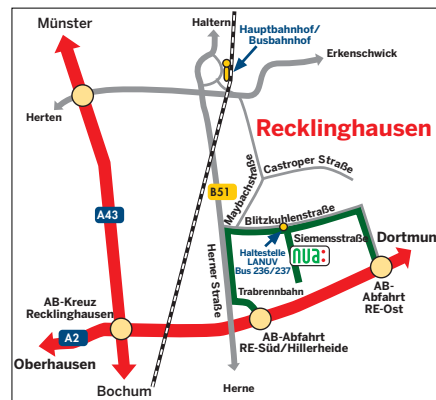 Münster
Haltern
Hauptbahnhof/
Busbahnhof
Erkenschwick
Herten
Recklinghausen
Maybachstraße
Castroper Straße
B51
A43
Blitzkuhlenstraße
Haltestelle
LANUV
Bus 236/237
Siemensstraße
nua:
Dortmund
Herner Straße
Trabrennbahn
AB-Kreuz
Recklinghausen
AB-
Abfahrt
RE-Ost
A2
AB-Abfahrt
RE-Süd/Hillerheide
Oberhausen
Bochum
Herne